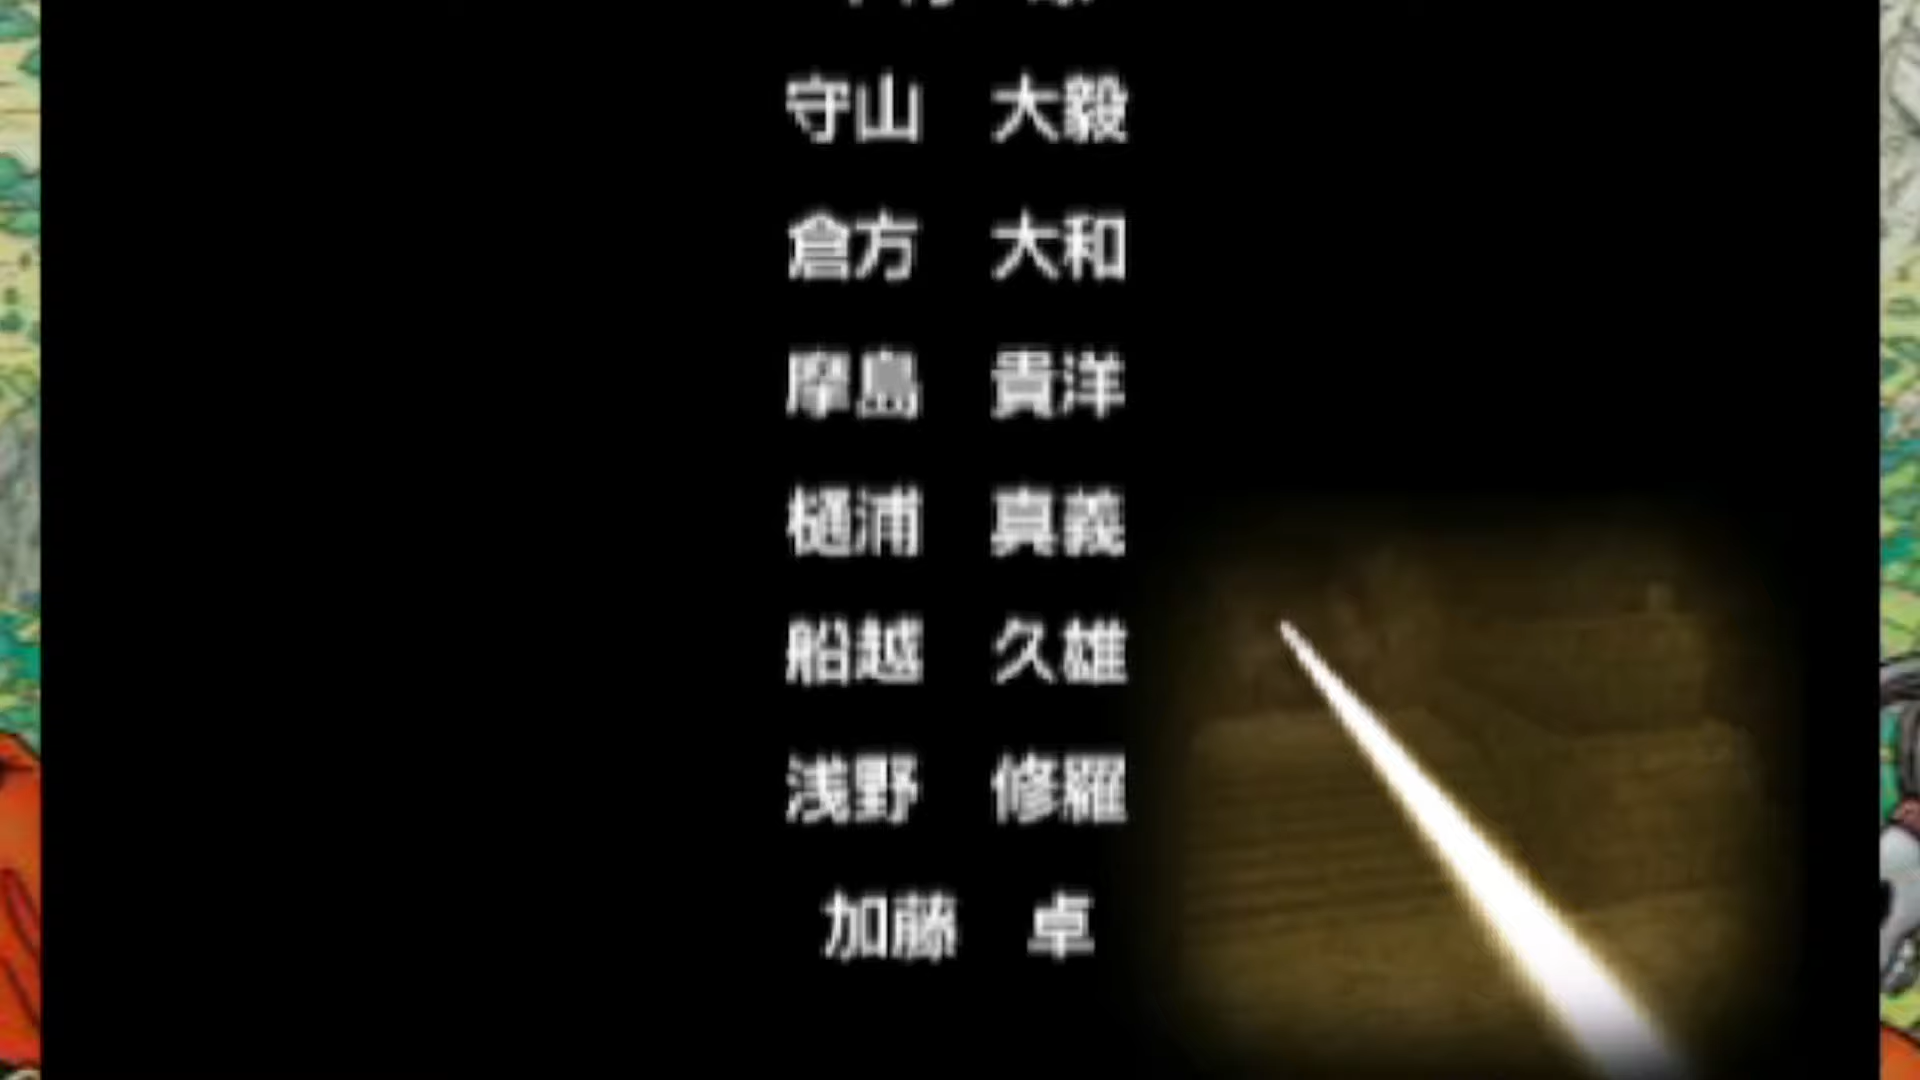 守山　大毅
倉方　大和
摩島　貴洋
樋浦　真義
船越　久雄
浅野　修羅
加藤　卓